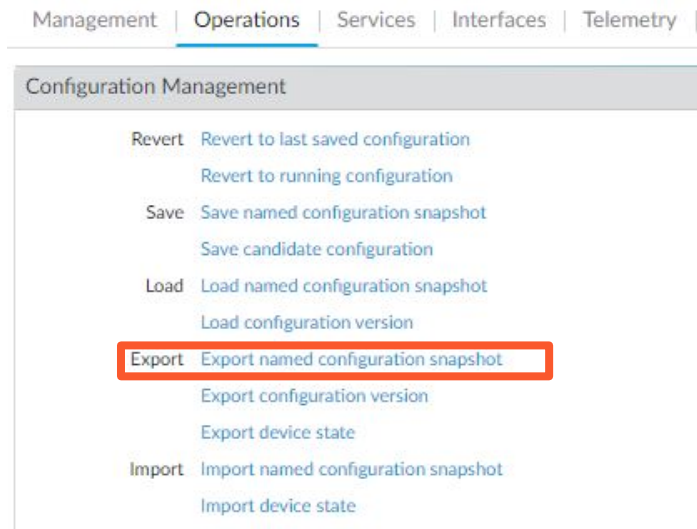 Management | Operations | Services | Interfaces | Telemetry |
Configuration Management
Revert Revert to last saved configuration
Revert to running configuration
Save Save named configuration snapshot
Save candidate configuration
Load Load named configuration snapshot
Load configuration version
Export Export named configuration snapshot
Export configuration version
Export device state
Import Import named configuration snapshot
Import device state